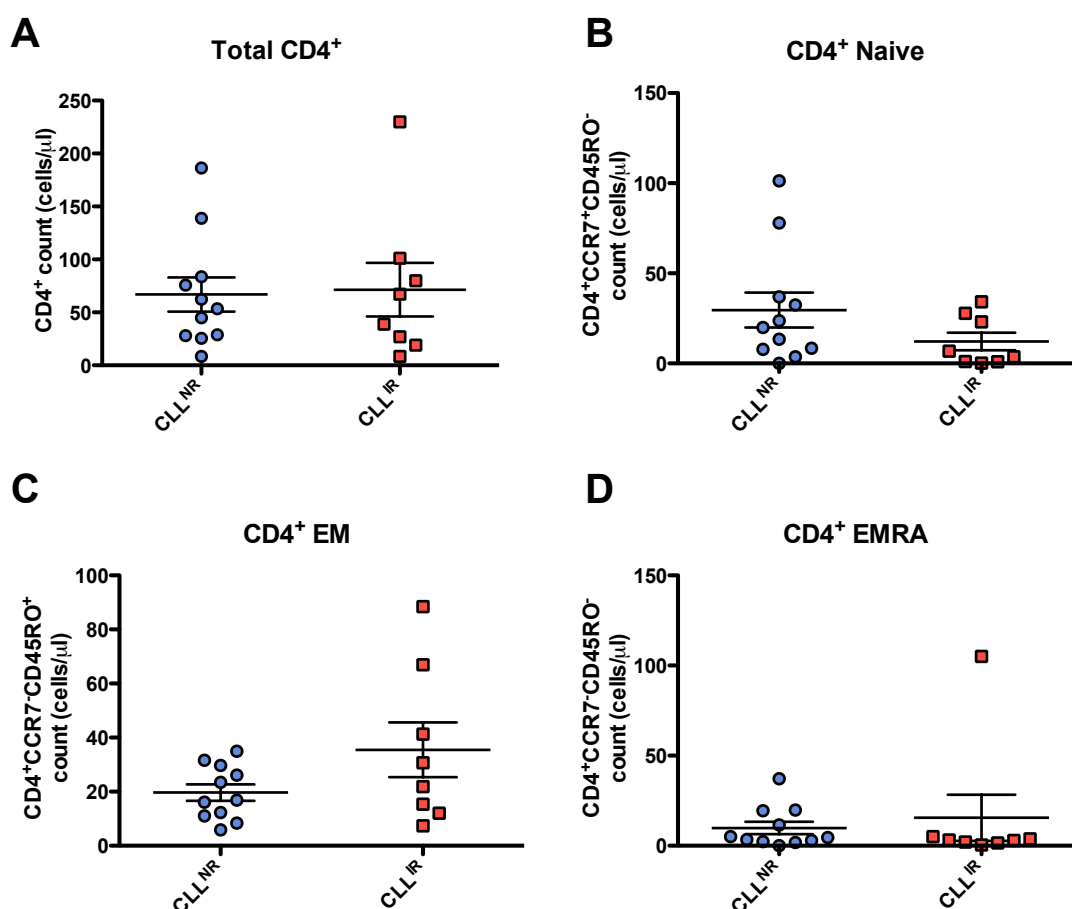 A
Total CD4⁺
CD4⁺ count (cells/μl)
250
200
150
100
50
0
CLL^NR
CLL^IR
B
CD4⁺ Naive
CD4⁺CCR7⁺CD45RO⁻
count (cells/μl)
150
100
50
0
CLL^NR
CLL^IR
C
CD4⁺ EM
CD4⁺CCR7⁻CD45RO⁺
count (cells/μl)
100
80
60
40
20
0
CLL^NR
CLL^IR
D
CD4⁺ EMRA
CD4⁺CCR7⁻CD45RO⁻
count (cells/μl)
150
100
50
0
CLL^NR
CLL^IR